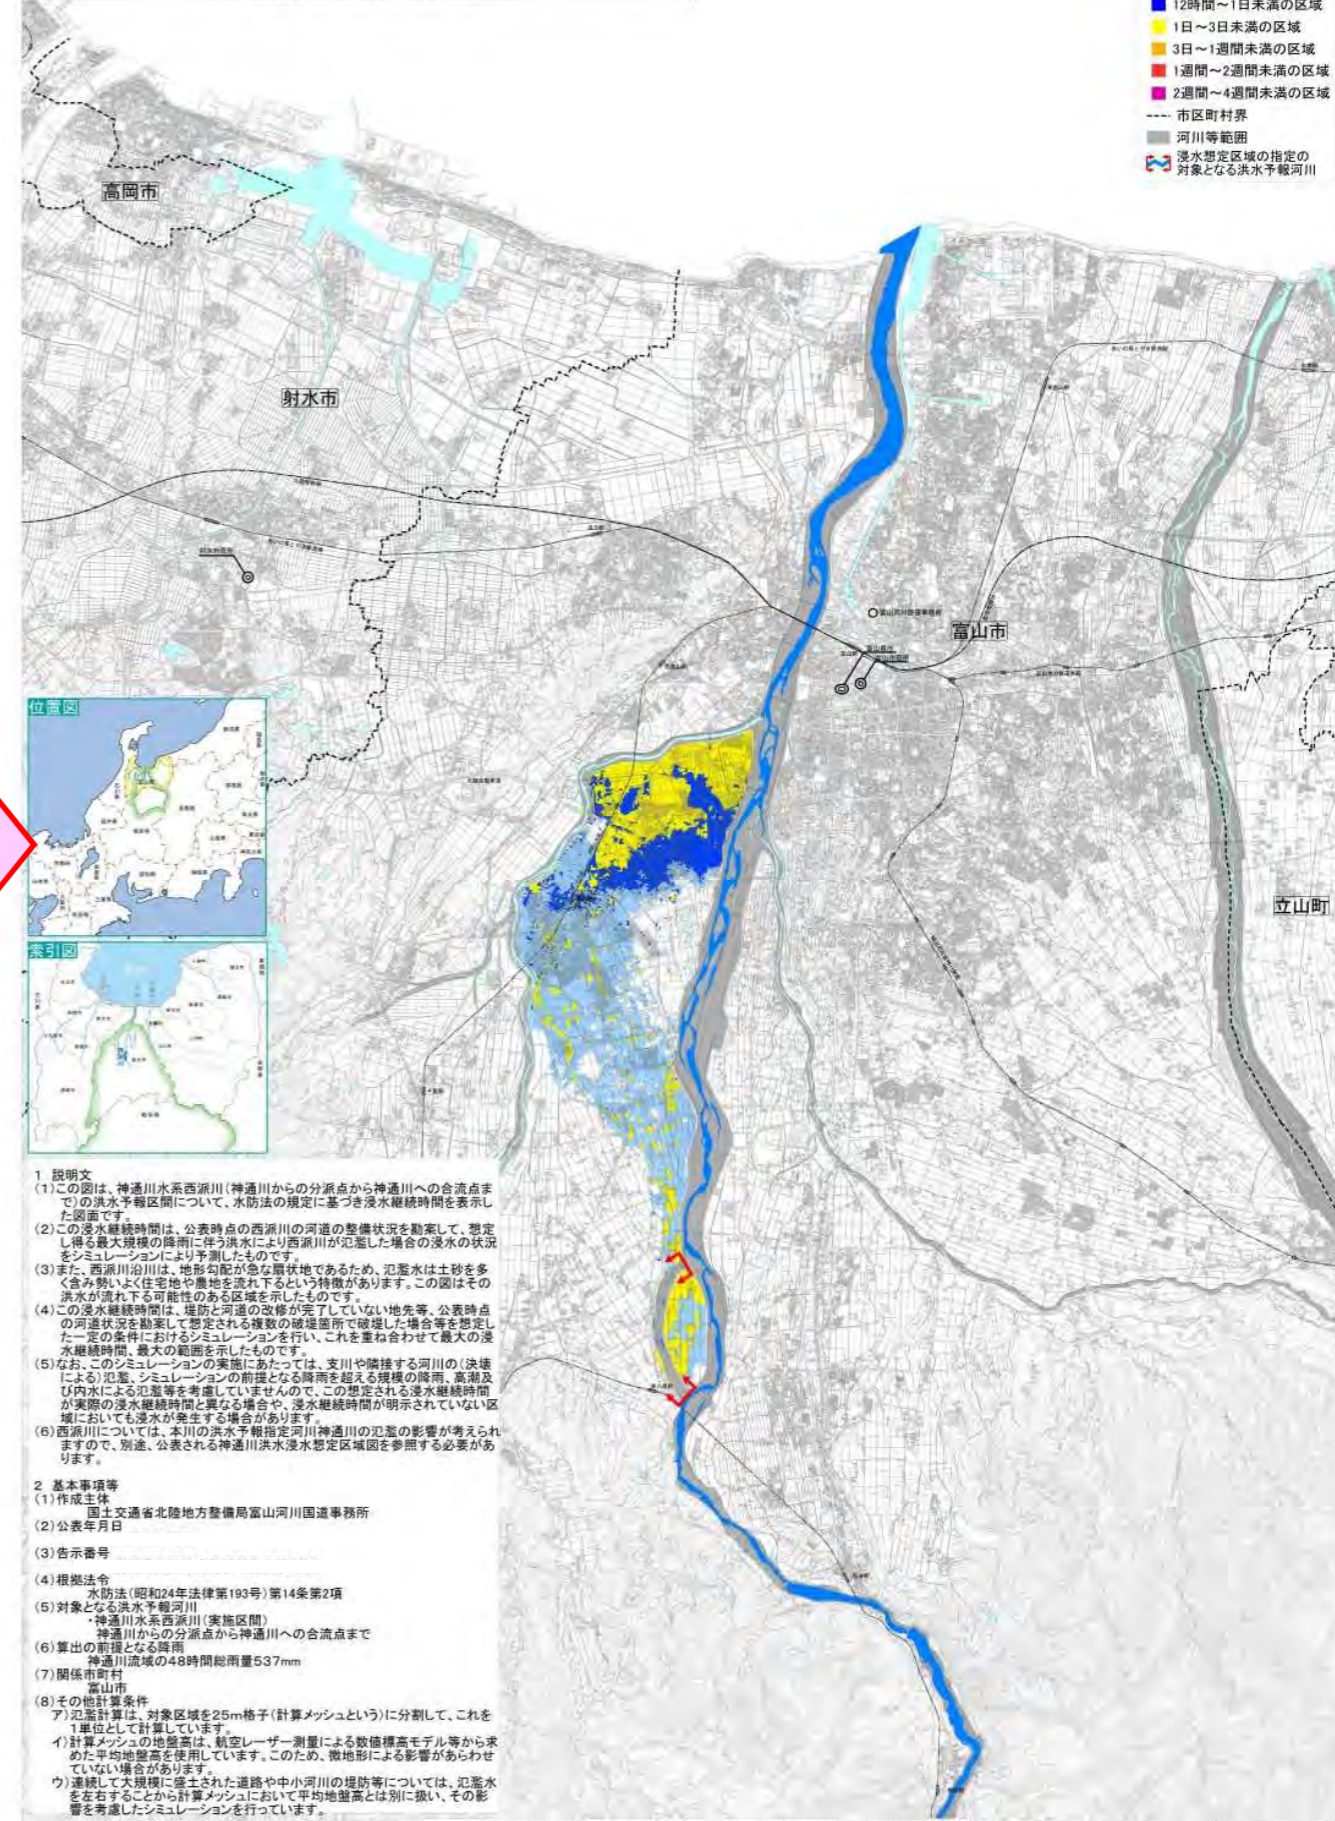 12時間～1日未満の区域
1日～3日未満の区域
3日～1週間未満の区域
1週間～2週間未満の区域
2週間～4週間未満の区域
市区町村界
河川等範囲
浸水想定区域の指定の
対象となる洪水予報河川
高岡市
射水市
富山市
立山町
位置図
索引図
1 説明文
(1)この図は、神通川水系西派川(神通川からの分派点から神通川への合流点ま
で)の洪水予報区間について、水防法の規定に基づき浸水継続時間を表示し
た図面です。
(2)この浸水継続時間は、公表時点の西派川の河道の整備状況を勘案して、想定
し得る最大規模の降雨に伴う洪水により西派川が氾濫した場合の浸水の状況
をシミュレーションにより予測したものです。
(3)また、西派川沿川は、地形勾配が急な扇状地であるため、氾濫水は土砂を多
く含み勢いよく住宅地や農地を流れ下るという特徴があります。この図はその
洪水が流れ下る可能性のある区域を示したものです。
(4)この浸水継続時間は、堤防と河道の改修が完了していない地先等、公表時点
の河道状況を勘案して想定される複数の破堤箇所で破堤した場合等を想定し
た一定の条件におけるシミュレーションを行い、これを重ね合わせて最大の浸
水継続時間、最大の範囲を示したものです。
(5)なお、このシミュレーションの実施にあたっては、支川や隣接する河川の(決壊
による)氾濫、シミュレーションの前提となる降雨を超える規模の降雨、高潮及
び内水による氾濫等を考慮していませんので、この想定される浸水継続時間
が実際の浸水継続時間と異なる場合や、浸水継続時間が明示されていない区
域においても浸水が発生する場合があります。
(6)西派川については、本川の洪水予報指定河川神通川の氾濫の影響が考えられ
ますので、別途、公表される神通川洪水浸水想定区域図を参照する必要があ
ります。
2 基本事項等
(1)作成主体
国土交通省北陸地方整備局富山河川国道事務所
(2)公表年月日
(3)告示番号
(4)根拠法令
水防法(昭和24年法律第193号)第14条第2項
(5)対象となる洪水予報河川
・神通川水系西派川(実施区間)
神通川からの分派点から神通川への合流点まで
(6)算出の前提となる降雨
神通川流域の48時間総雨量537mm
(7)関係市町村
富山市
(8)その他計算条件
ア)氾濫計算は、対象区域を25m格子(計算メッシュという)に分割して、これを
1単位として計算しています。
イ)計算メッシュの地盤高は、航空レーザー測量による数値標高モデル等から求
めた平均地盤高を使用しています。このため、微地形による影響があらわせ
ていない場合があります。
ウ)連続して大規模に盛土された道路や中小河川の堤防等については、氾濫水
を左右することから計算メッシュにおいて平均地盤高とは別に扱い、その影
響を考慮したシミュレーションを行っています。